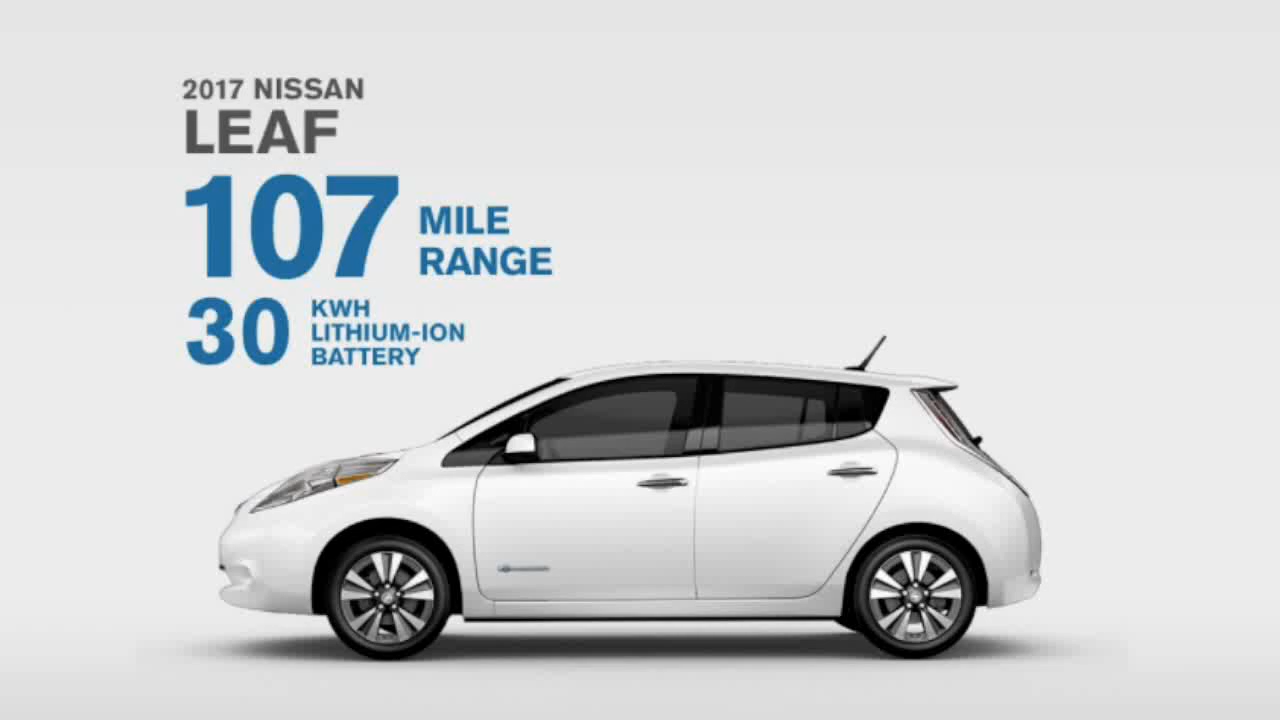 2017 NISSAN
LEAF
107 MILE
RANGE
30 KWH
LITHIUM-ION
BATTERY